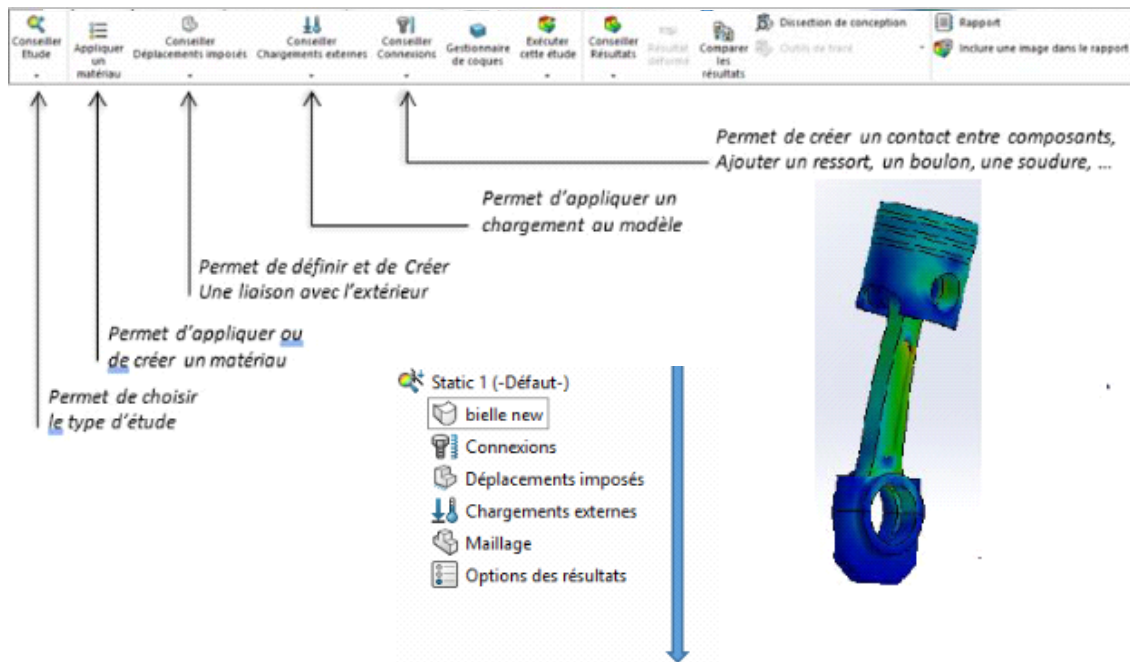 Conseiller
Etude
Appliquer
un
matériau
Conseiller
Déplacements imposés
Conseiller
Chargements externes
Conseiller
Connexions
Gestionnaire
de coques
Exécuter
cette étude
Conseiller
Résultats
Résultat
déformé
Comparer
les
résultats
Dissection de conception
Outils de tracé
Rapport
Inclure une image dans le rapport
Permet de créer un contact entre composants,
Ajouter un ressort, un boulon, une soudure, ...
Permet d'appliquer un
chargement au modèle
Permet de définir et de Créer
Une liaison avec l'extérieur
Permet d'appliquer ou
de créer un matériau
Permet de choisir
le type d'étude
Static 1 (-Défaut-)
bielle new
Connexions
Déplacements imposés
Chargements externes
Maillage
Options des résultats